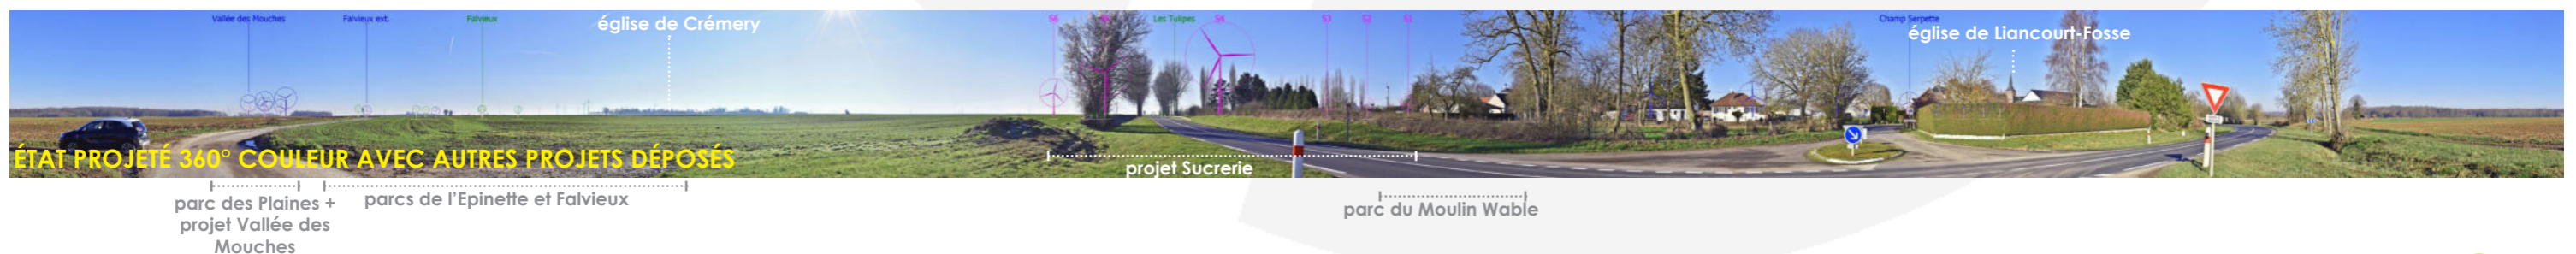 Vallée des Mouches
Falvieux ext.
Falvieux
église de Crémery
S6
Les Tulipes
S4
S3
S2
S1
Champ Serpette
église de Liancourt-Fosse
ÉTAT PROJETÉ 360° COULEUR AVEC AUTRES PROJETS DÉPOSÉS
projet Sucrerie
parc des Plaines +
projet Vallée des
Mouches
parcs de l'Epinette et Falvieux
parc du Moulin Wable